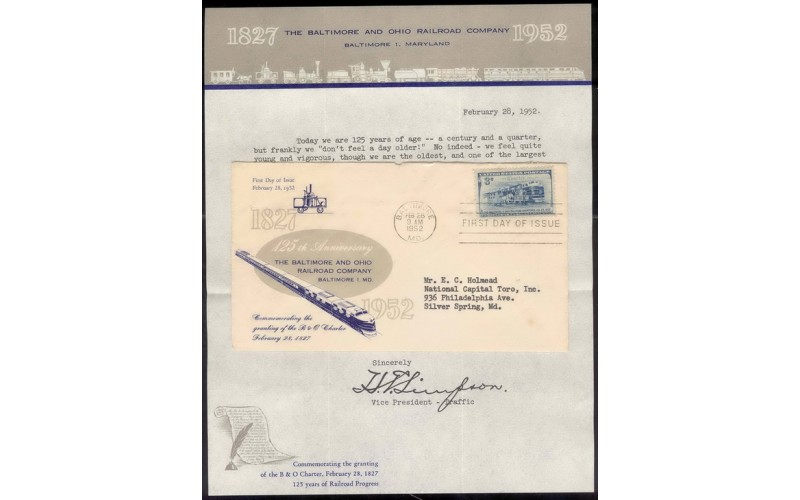 1827 THE BALTIMORE AND OHIO RAILROAD COMPANY 1952
BALTIMORE 1, MARYLAND
February 28, 1952.
Today we are 125 years of age -- a century and a quarter,
but frankly we "don't feel a day older!" No indeed - we feel quite
young and vigorous, though we are the oldest, and one of the largest
First Day of Issue
February 28, 1952
1827
125th Anniversary
THE BALTIMORE AND OHIO
RAILROAD COMPANY
BALTIMORE 1, MD.
1952
Commemorating the
granting of the B & O Charter
February 28, 1827
BALTIMORE
FEB 28
9 AM
1952
MD.
3¢
FIRST DAY OF ISSUE
Mr. E. C. Holmead
National Capital Toro, Inc.
936 Philadelphia Ave.
Silver Spring, Md.
Sincerely
Vice President - Traffic
Commemorating the granting
of the B & O Charter, February 28, 1827
125 years of Railroad Progress